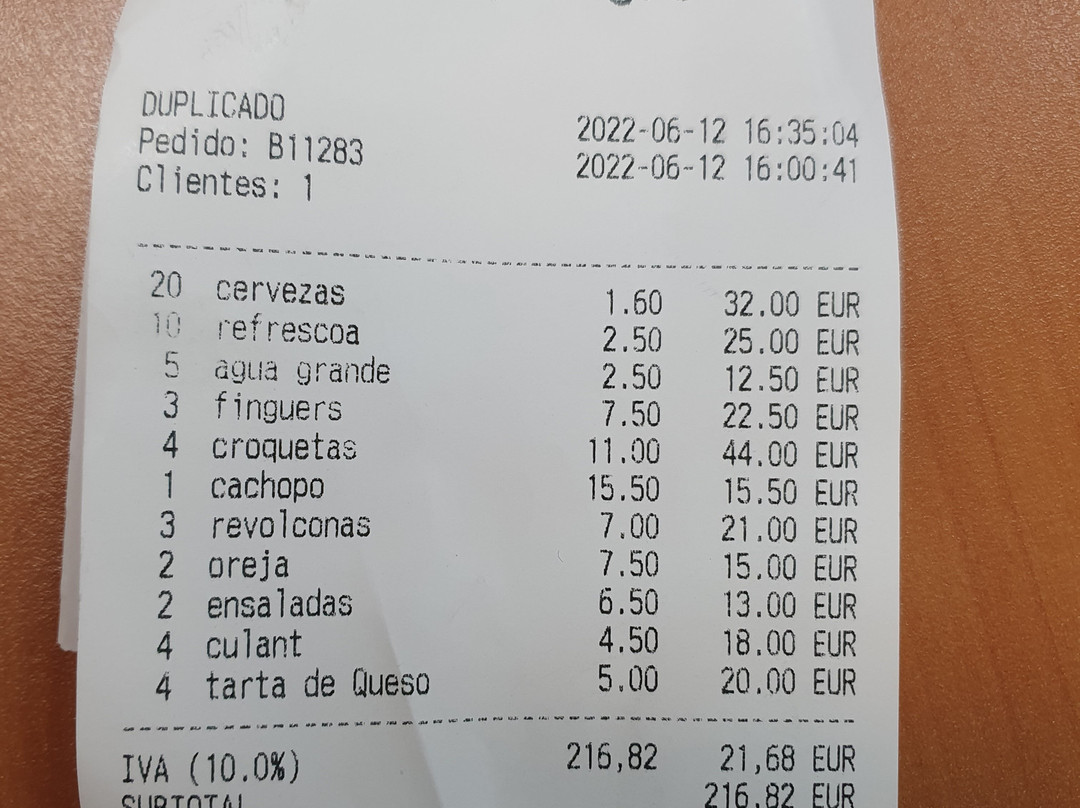 DUPLICADO
Pedido: B11283 2022-06-12 16:35:04
Clientes: 1 2022-06-12 16:00:41
20 cervezas 1.60 32.00 EUR
10 refrescoa 2.50 25.00 EUR
5 agua grande 2.50 12.50 EUR
3 finguers 7.50 22.50 EUR
4 croquetas 11.00 44.00 EUR
1 cachopo 15.50 15.50 EUR
3 revolconas 7.00 21.00 EUR
2 oreja 7.50 15.00 EUR
2 ensaladas 6.50 13.00 EUR
4 culant 4.50 18.00 EUR
4 tarta de Queso 5.00 20.00 EUR
IVA (10.0%) 216,82 21,68 EUR
SUBTOTAL 216,82 EUR